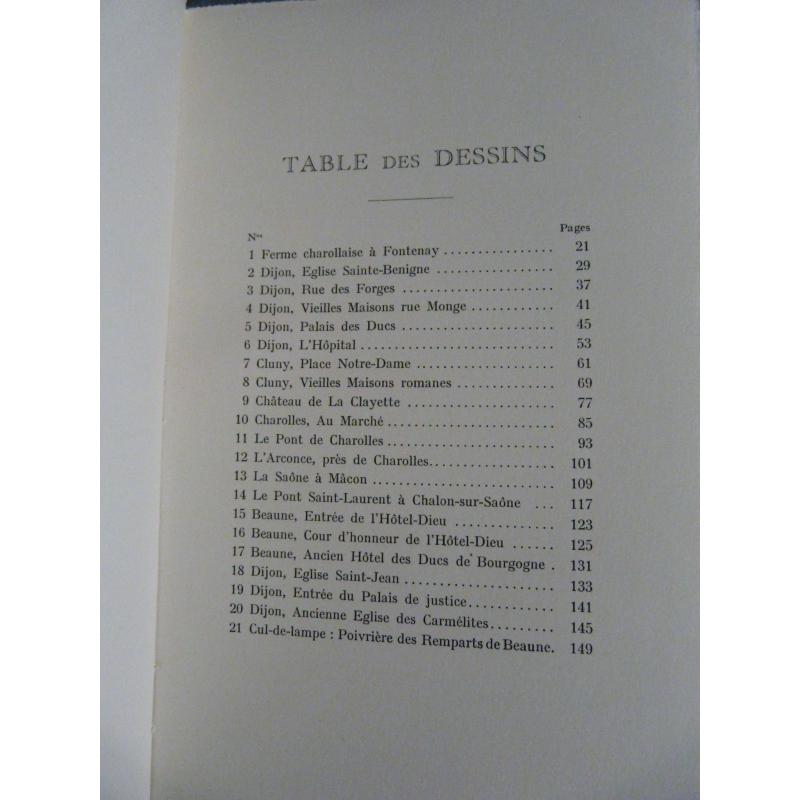 TABLE DES DESSINS
Nos Pages
1 Ferme charollaise à Fontenay ................ 21
2 Dijon, Eglise Sainte-Benigne ................. 29
3 Dijon, Rue des Forges ...................... 37
4 Dijon, Vieilles Maisons rue Monge ............ 41
5 Dijon, Palais des Ducs ...................... 45
6 Dijon, L'Hôpital ............................ 53
7 Cluny, Place Notre-Dame .................... 61
8 Cluny, Vieilles Maisons romanes .............. 69
9 Château de La Clayette ..................... 77
10 Charolles, Au Marché ........................ 85
11 Le Pont de Charolles ........................ 93
12 L'Arconce, près de Charolles.................. 101
13 La Saône à Mâcon .......................... 109
14 Le Pont Saint-Laurent à Chalon-sur-Saône ... 117
15 Beaune, Entrée de l'Hôtel-Dieu .............. 123
16 Beaune, Cour d'honneur de l'Hôtel-Dieu ...... 125
17 Beaune, Ancien Hôtel des Ducs de Bourgogne . 131
18 Dijon, Eglise Saint-Jean ..................... 133
19 Dijon, Entrée du Palais de justice............ 141
20 Dijon, Ancienne Eglise des Carmélites......... 145
21 Cul-de-lampe : Poivrière des Remparts de Beaune. 149